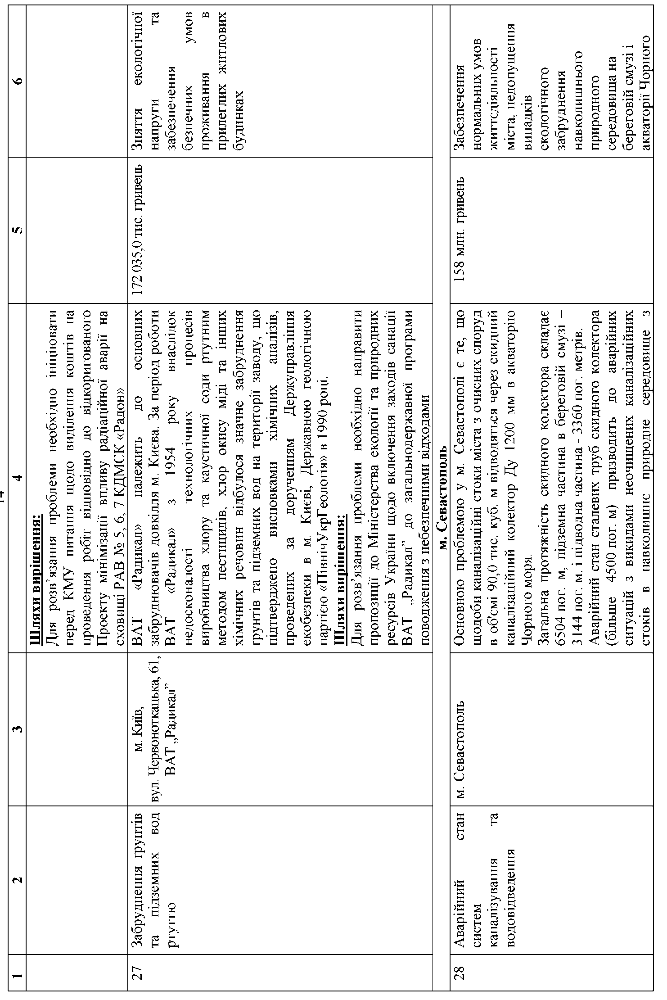 14
1
2
3
4
5
6
Шляхи вирішення:
Для розв’язання проблеми необхідно ініціювати
перед КМУ питання щодо виділення коштів на
проведення робіт відповідно до відкоригованого
Проекту мінімізації впливу радіаційної аварії на
сховищі РАВ № 5, 6, 7 КДМСК «Радон»
27
Забруднення грунтів
та підземних вод
ртуттю
м. Київ,
вул. Червоноткацька, 61,
ВАТ „Радикал”
ВАТ «Радикал» належить до основних
забруднювачів довкілля м. Києва. За період роботи
ВАТ «Радикал» з 1954 року внаслідок
недосконалості технологічних процесів
виробництва хлору та каустичної соди ртутним
методом пестицидів, хлор окису міді та інших
хімічних речовин відбулося значне забруднення
ґрунтів та підземних вод на території заводу, що
підтверджено висновками хімічних аналізів,
проведених за дорученням Держуправління
екобезпеки в м. Києві, Державною геологічною
партією «ПівнічУкрГеологія» в 1990 році.
Шляхи вирішення:
Для розв’язання проблеми необхідно направити
пропозиції до Міністерства екології та природних
ресурсів України щодо включення заходів санації
ВАТ „Радикал” до загальнодержавної програми
поводження з небезпечними відходами
172 035,0 тис. гривень
Зняття екологічної
напруги та
забезпечення
безпечних умов
проживання в
прилеглих житлових
будинках
м. Севастополь
28
Аварійний стан
систем
каналізування та
водовідведення
м. Севастополь
Основною проблемою у м. Севастополі є те, що
щодоби каналізаційні стоки міста з очисних споруд
в об'ємі 90,0 тис. куб. м відводяться через скидний
каналізаційний колектор Ду 1200 мм в акваторію
Чорного моря.
Загальна протяжність скидного колектора складає
6504 пог. м, підземна частина в береговій смузі –
3144 пог. м. і підводна частина - 3360 пог. метрів.
Аварійний стан сталевих труб скидного колектора
(більше 4500 пог. м) призводить до аварійних
ситуацій з викидами неочищених каналізаційних
стоків в навколишнє природне середовище з
158 млн. гривень
Забезпечення
нормальних умов
життєдіяльності
міста, недопущення
випадків
екологічного
забруднення
навколишнього
природного
середовища на
береговій смузі і
акваторії Чорного